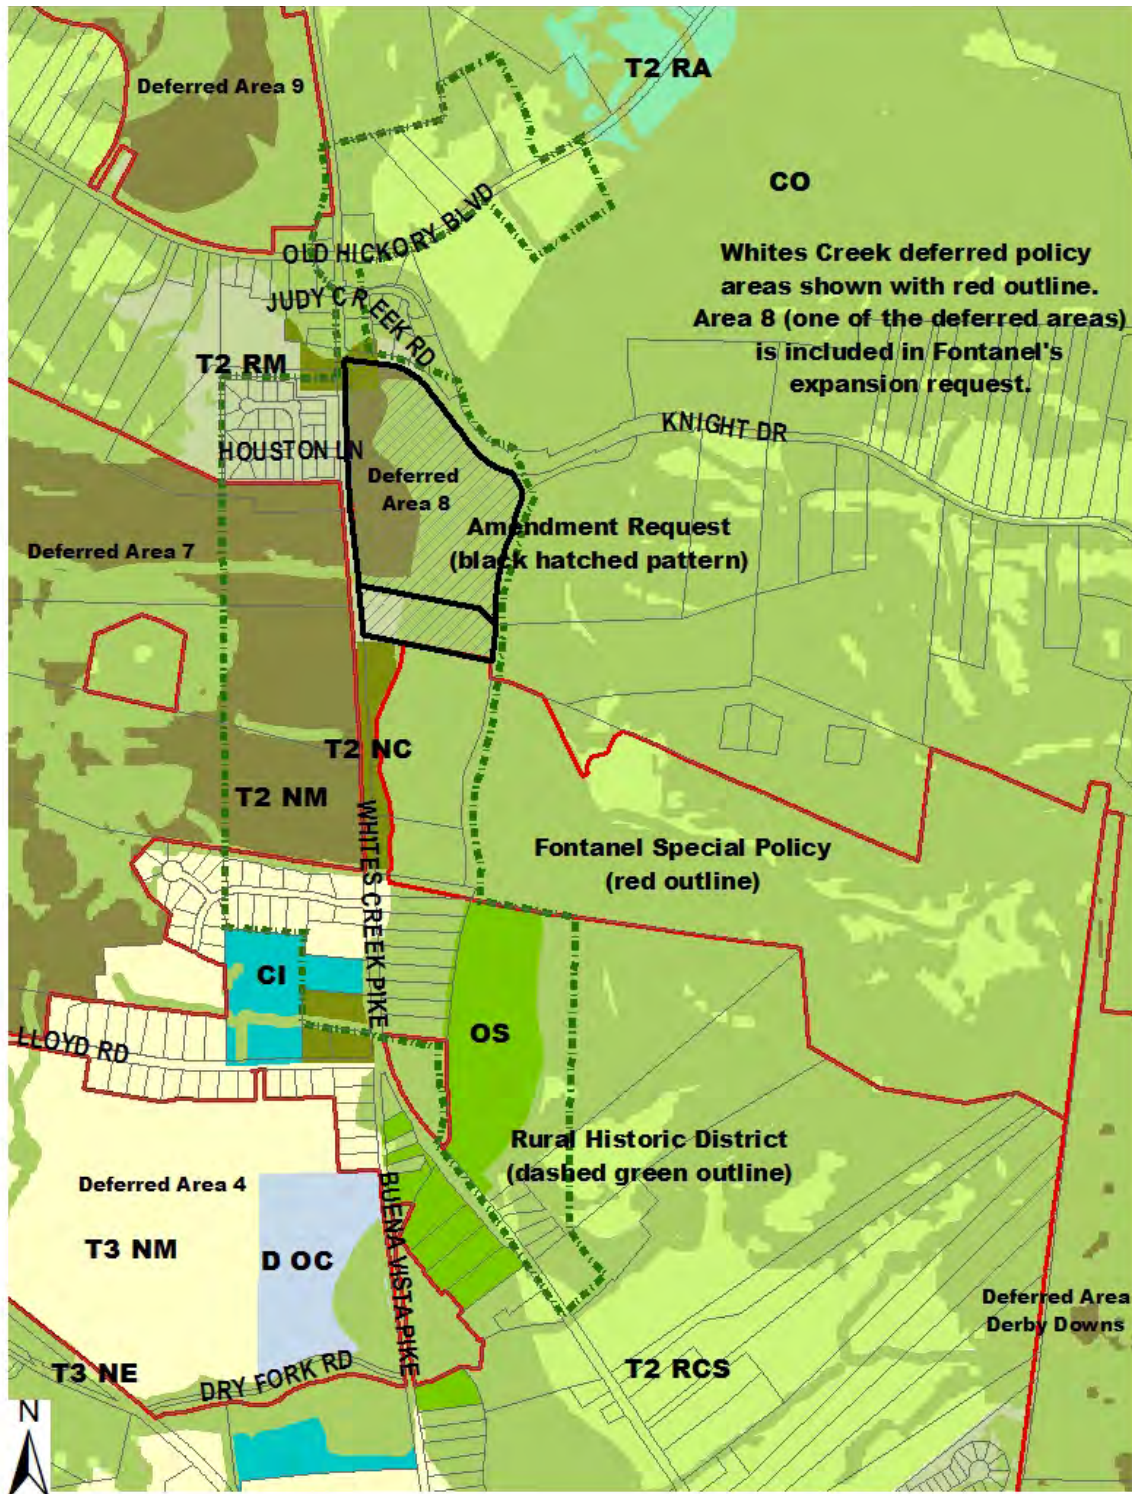 T2 RA
Deferred Area 9
CO
OLD HICKORY BLVD
Whites Creek deferred policy
areas shown with red outline.
Area 8 (one of the deferred areas)
is included in Fontanel's
expansion request.
JUDY CREEK RD
T2 RM
KNIGHT DR
HOUSTON LN
Deferred
Area 8
Amendment Request
(black hatched pattern)
Deferred Area 7
T2 NC
T2 NM
WHITES CREEK PIKE
Fontanel Special Policy
(red outline)
CI
OS
LLOYD RD
Rural Historic District
(dashed green outline)
Deferred Area 4
BUENA VISTA PIKE
T3 NM
D OC
Deferred Area
Derby Downs
T3 NE
DRY FORK RD
T2 RCS
N